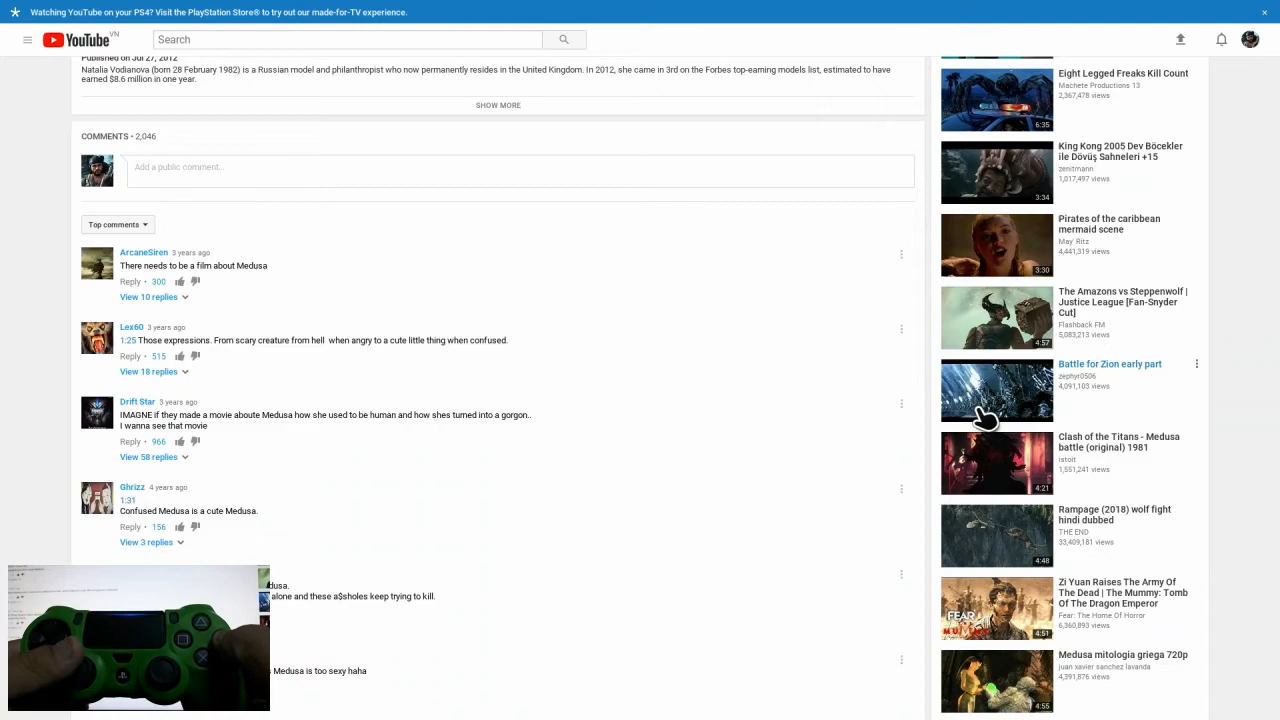 Watching YouTube on your PS4? Visit the PlayStation Store® to try out our made-for-TV experience.
YouTube VN
Search
Published on Jul 27, 2012
Natalia Vodianova (born 28 February 1982) is a Russian model and philanthropist who now permanently resides in the United Kingdom. In 2012, she came in 3rd on the Forbes top-earning models list, estimated to have
earned $8.6 million in one year.
SHOW MORE
COMMENTS • 2,046
Add a public comment...
Top comments
ArcaneSiren 3 years ago
There needs to be a film about Medusa
Reply • 300
View 10 replies
Lex60 3 years ago
1:25 Those expressions. From scary creature from hell when angry to a cute little thing when confused.
Reply • 515
View 18 replies
Drift Star 3 years ago
IMAGNE if they made a movie aboute Medusa how she used to be human and how shes turned into a gorgon..
I wanna see that movie
Reply • 966
View 58 replies
Ghrizz 4 years ago
1:31
Confused Medusa is a cute Medusa.
Reply • 156
View 3 replies
dusa.
alone and these a$sholes keep trying to kill.
Medusa is too sexy haha
6:35
Eight Legged Freaks Kill Count
Machete Productions 13
2,367,478 views
3:34
King Kong 2005 Dev Böcekler
ile Dövüş Sahneleri +15
zenitmann
1,017,497 views
3:30
Pirates of the caribbean
mermaid scene
May' Ritz
4,441,319 views
4:57
The Amazons vs Steppenwolf |
Justice League [Fan-Snyder
Cut]
Flashback FM
5,083,213 views
Battle for Zion early part
zephyr0506
4,091,103 views
4:21
Clash of the Titans - Medusa
battle (original) 1981
istoit
1,551,241 views
4:48
Rampage (2018) wolf fight
hindi dubbed
THE END
33,409,181 views
FEAR
4:51
Zi Yuan Raises The Army Of
The Dead | The Mummy: Tomb
Of The Dragon Emperor
Fear: The Home Of Horror
6,360,893 views
4:55
Medusa mitologia griega 720p
juan xavier sanchez lavanda
4,391,876 views